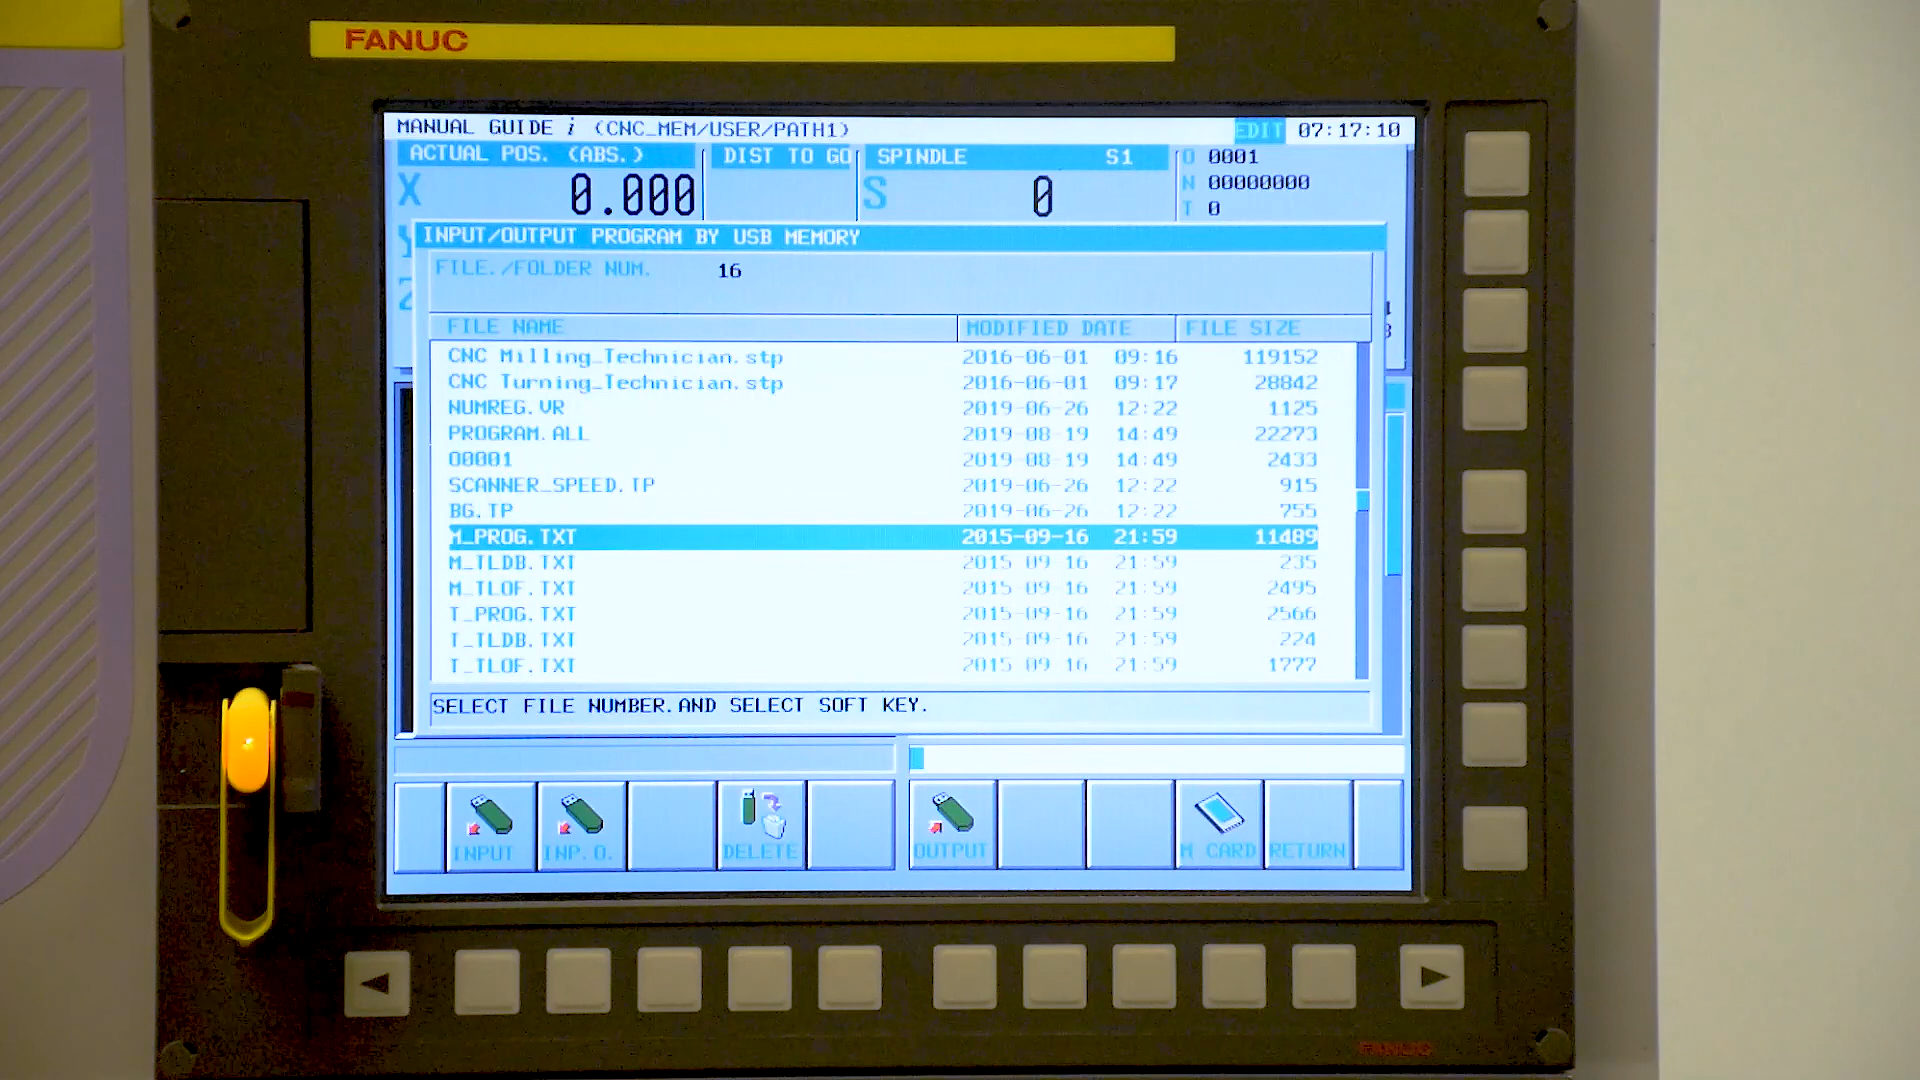 FANUC
MANUAL GUIDE i (CNC_MEM/USER/PATH1) EDIT 07:17:10
ACTUAL POS. (ABS.) DIST TO GO SPINDLE S1 O 0001
X 0.000 S 0 N 00000000
T 0
Y
Z
INPUT/OUTPUT PROGRAM BY USB MEMORY
FILE./FOLDER NUM. 16
FILE NAME MODIFIED DATE FILE SIZE
CNC Milling_Technician.stp 2016-06-01 09:16 119152
CNC Turning_Technician.stp 2016-06-01 09:17 28842
NUMREG.VR 2019-06-26 12:22 1125
PROGRAM.ALL 2019-08-19 14:49 22273
O0001 2019-08-19 14:49 2433
SCANNER_SPEED.TP 2019-06-26 12:22 915
BG.TP 2019-06-26 12:22 755
M_PROG.TXT 2015-09-16 21:59 11489
M_TLDB.TXT 2015-09-16 21:59 235
M_TLOF.TXT 2015-09-16 21:59 2495
T_PROG.TXT 2015-09-16 21:59 2566
T_TLDB.TXT 2015-09-16 21:59 224
T_TLOF.TXT 2015-09-16 21:59 1777
SELECT FILE NUMBER.AND SELECT SOFT KEY.
INPUT INP.O. DELETE OUTPUT M CARD RETURN
FANUC